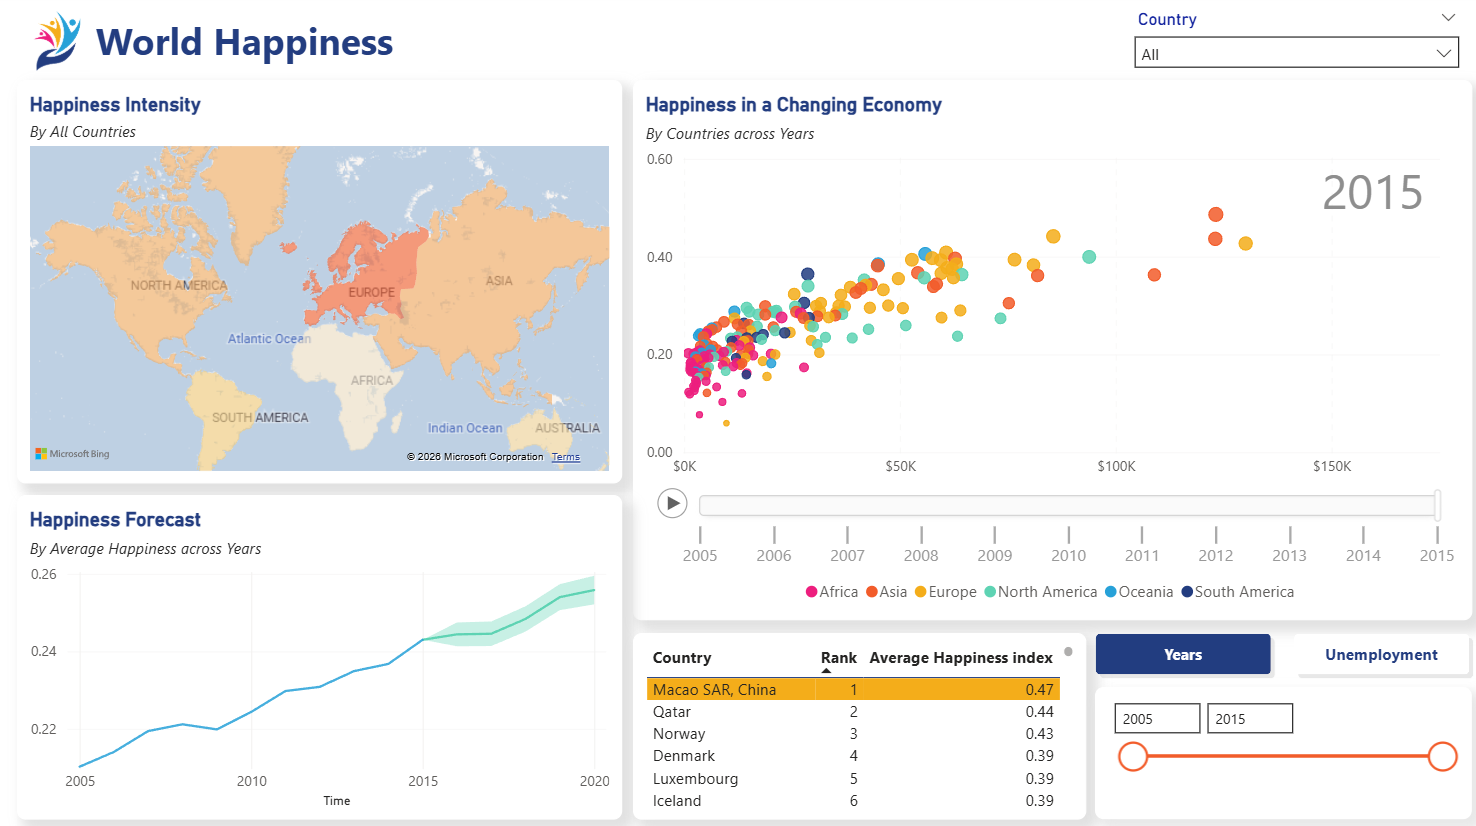 World Happiness
Country
All
Happiness Intensity
By All Countries
NORTH AMERICA
EUROPE
ASIA
Atlantic Ocean
AFRICA
SOUTH AMERICA
Indian Ocean
AUSTRALIA
Microsoft Bing
© 2026 Microsoft Corporation Terms
Happiness in a Changing Economy
By Countries across Years
2015
0.60
0.40
0.20
0.00
$0K $50K $100K $150K
2005 2006 2007 2008 2009 2010 2011 2012 2013 2014 2015
Africa Asia Europe North America Oceania South America
Happiness Forecast
By Average Happiness across Years
0.26
0.24
0.22
2005 2010 2015 2020
Time
Country Rank Average Happiness index
Macao SAR, China 1 0.47
Qatar 2 0.44
Norway 3 0.43
Denmark 4 0.39
Luxembourg 5 0.39
Iceland 6 0.39
Years Unemployment
2005 2015